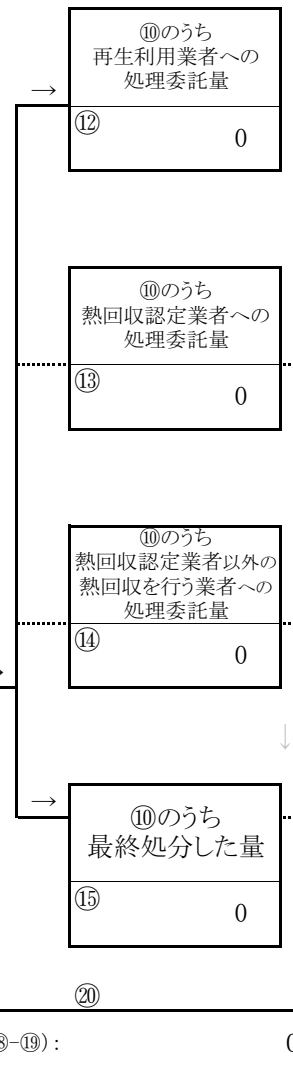 ⑩のうち
再生利用業者への
処理委託量
→
⑫
0
⑩のうち
熱回収認定業者への
処理委託量
⑬
0
⑩のうち
熱回収認定業者以外の
熱回収を行う業者への
処理委託量
⑭
0
↓
→
⑩のうち
最終処分した量
⑮
0
⑳
-⑲)：